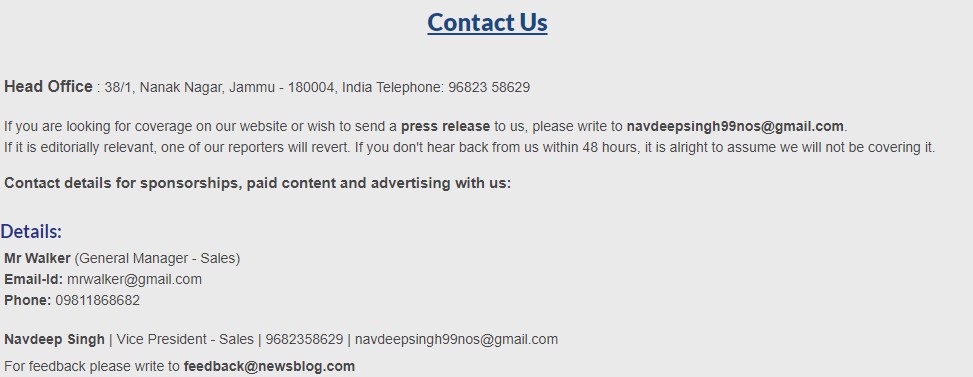 Contact Us
Head Office : 38/1, Nanak Nagar, Jammu - 180004, India Telephone: 96823 58629
If you are looking for coverage on our website or wish to send a press release to us, please write to navdeepsingh99nos@gmail.com.
If it is editorially relevant, one of our reporters will revert. If you don't hear back from us within 48 hours, it is alright to assume we will not be covering it.
Contact details for sponsorships, paid content and advertising with us:
Details:
Mr Walker (General Manager - Sales)
Email-Id: mrwalker@gmail.com
Phone: 09811868682
Navdeep Singh | Vice President - Sales | 9682358629 | navdeepsingh99nos@gmail.com
For feedback please write to feedback@newsblog.com